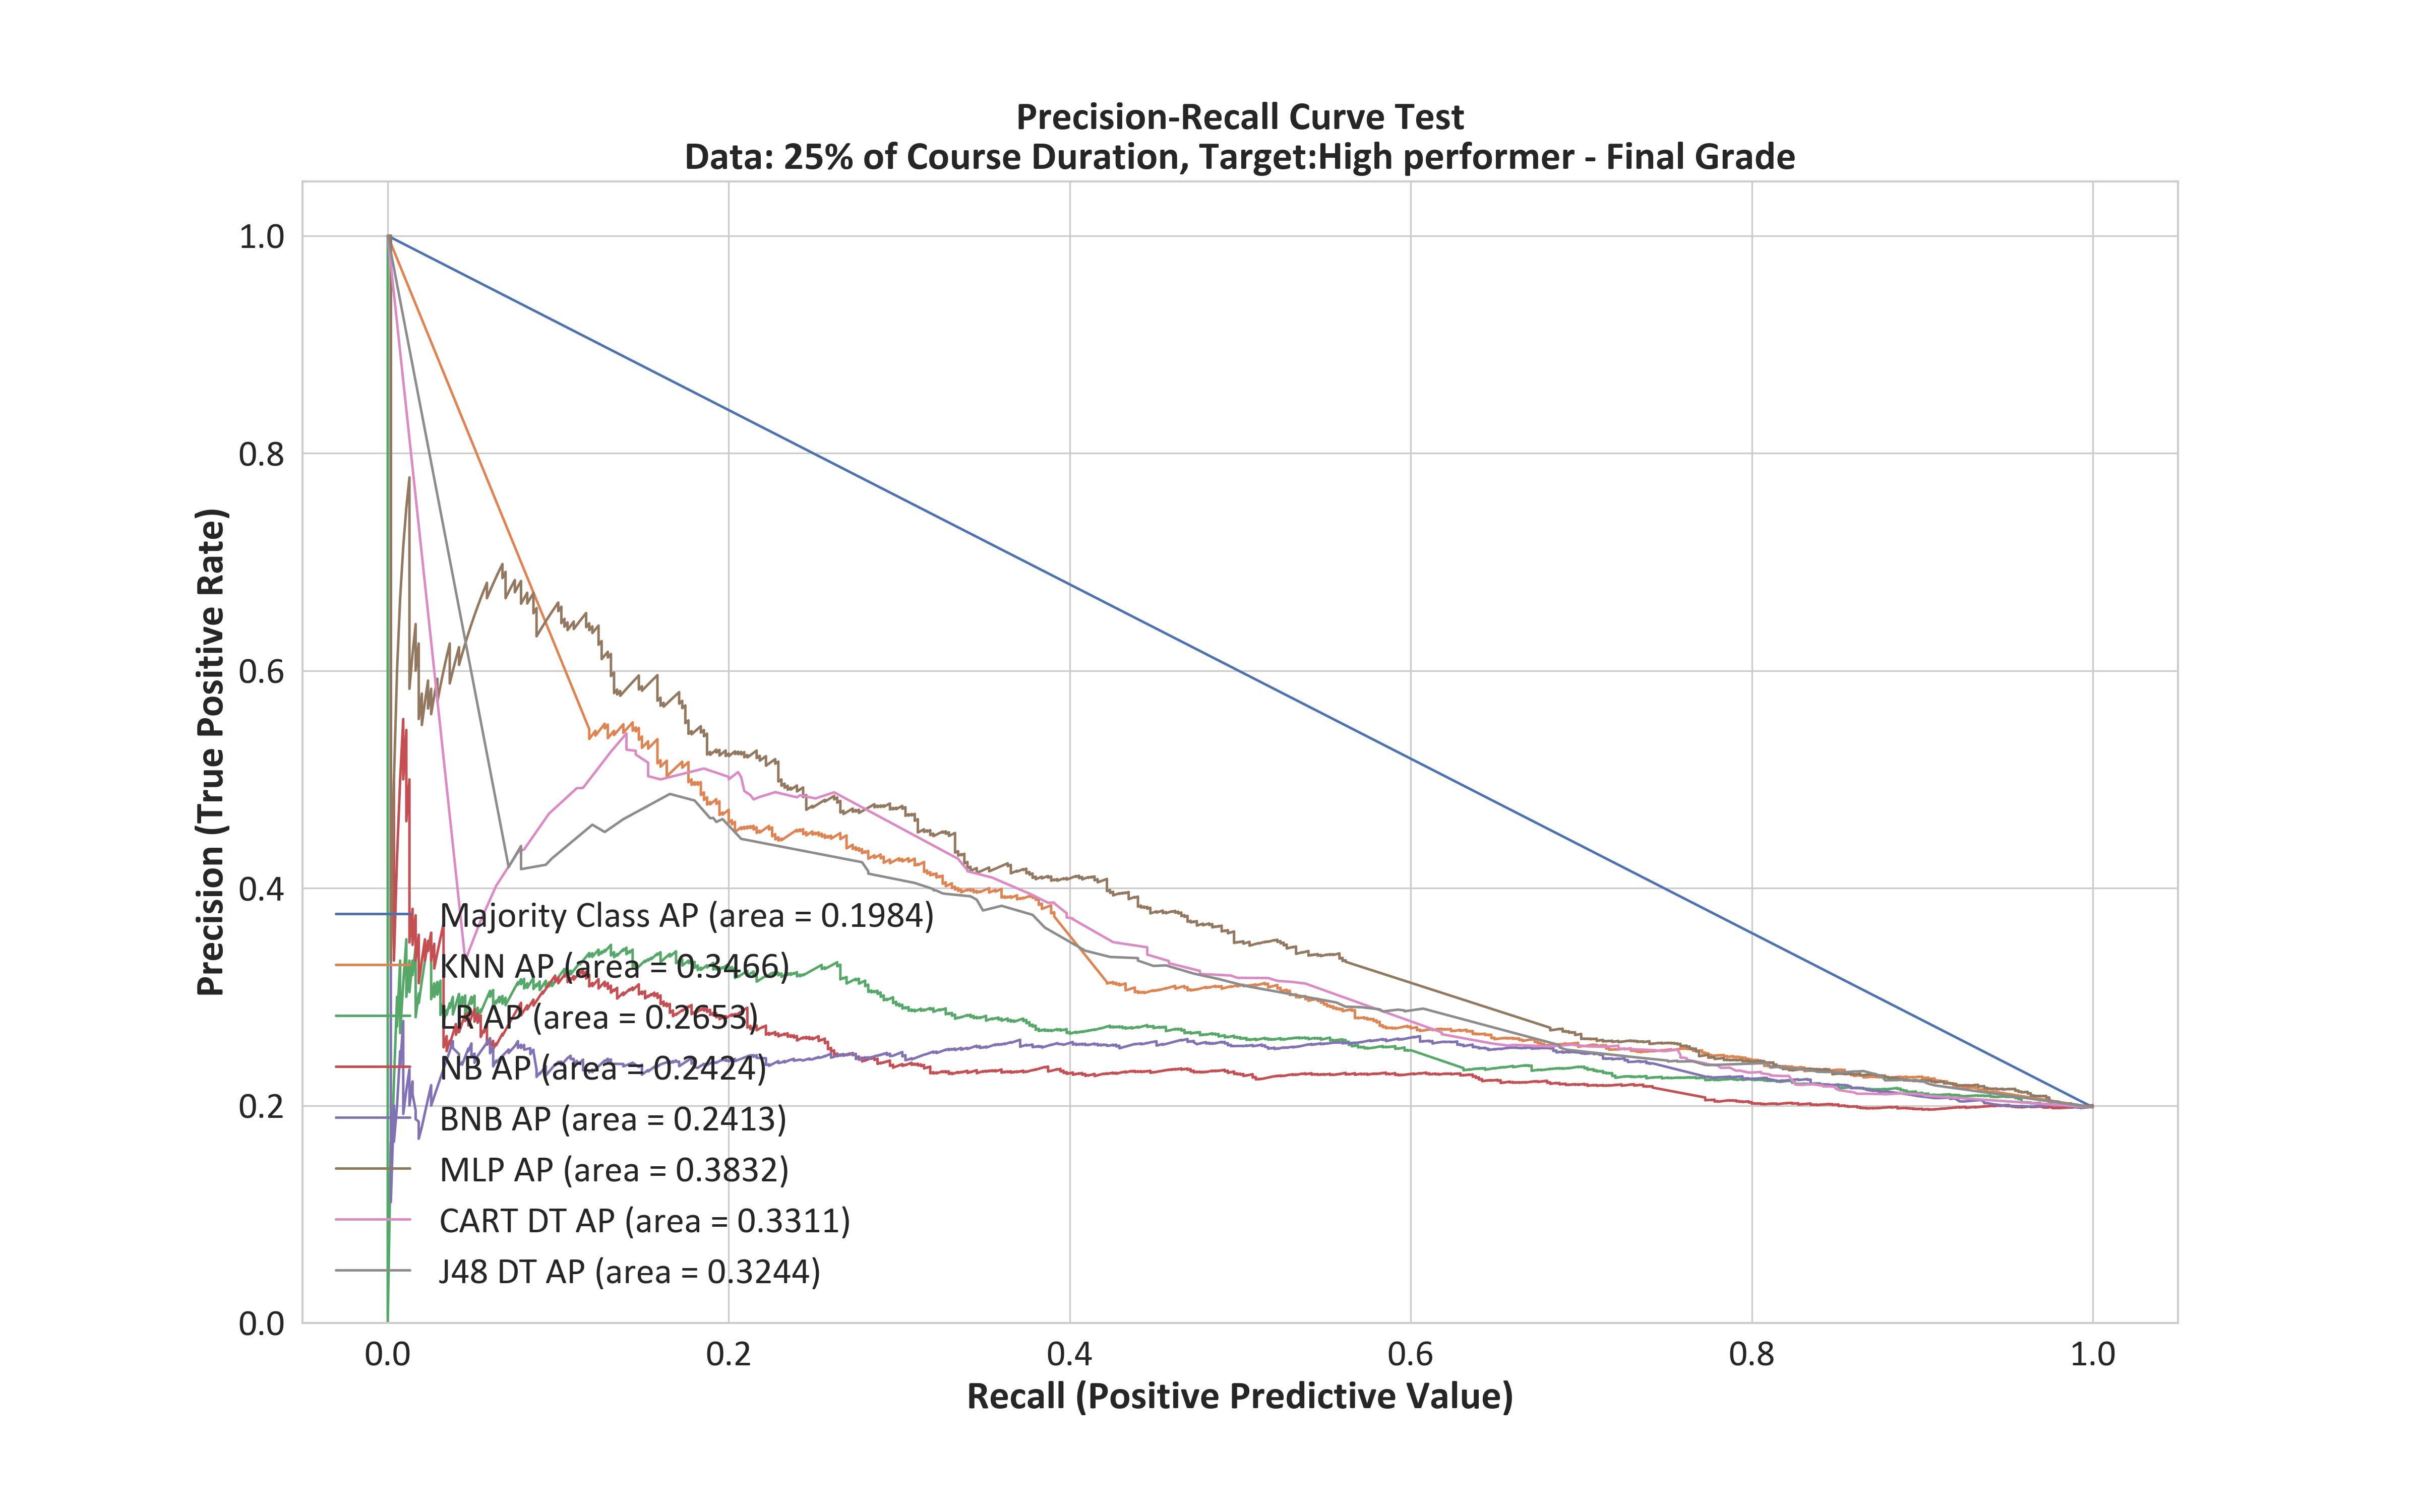 Precision-Recall Curve Test
Data: 25% of Course Duration, Target:High performer - Final Grade
Precision (True Positive Rate)
1.0
0.8
0.6
0.4
0.2
0.0
Majority Class AP (area = 0.1984)
KNN AP (area = 0.3466)
LR AP (area = 0.2653)
NB AP (area = 0.2424)
BNB AP (area = 0.2413)
MLP AP (area = 0.3832)
CART DT AP (area = 0.3311)
J48 DT AP (area = 0.3244)
0.0 0.2 0.4 0.6 0.8 1.0
Recall (Positive Predictive Value)